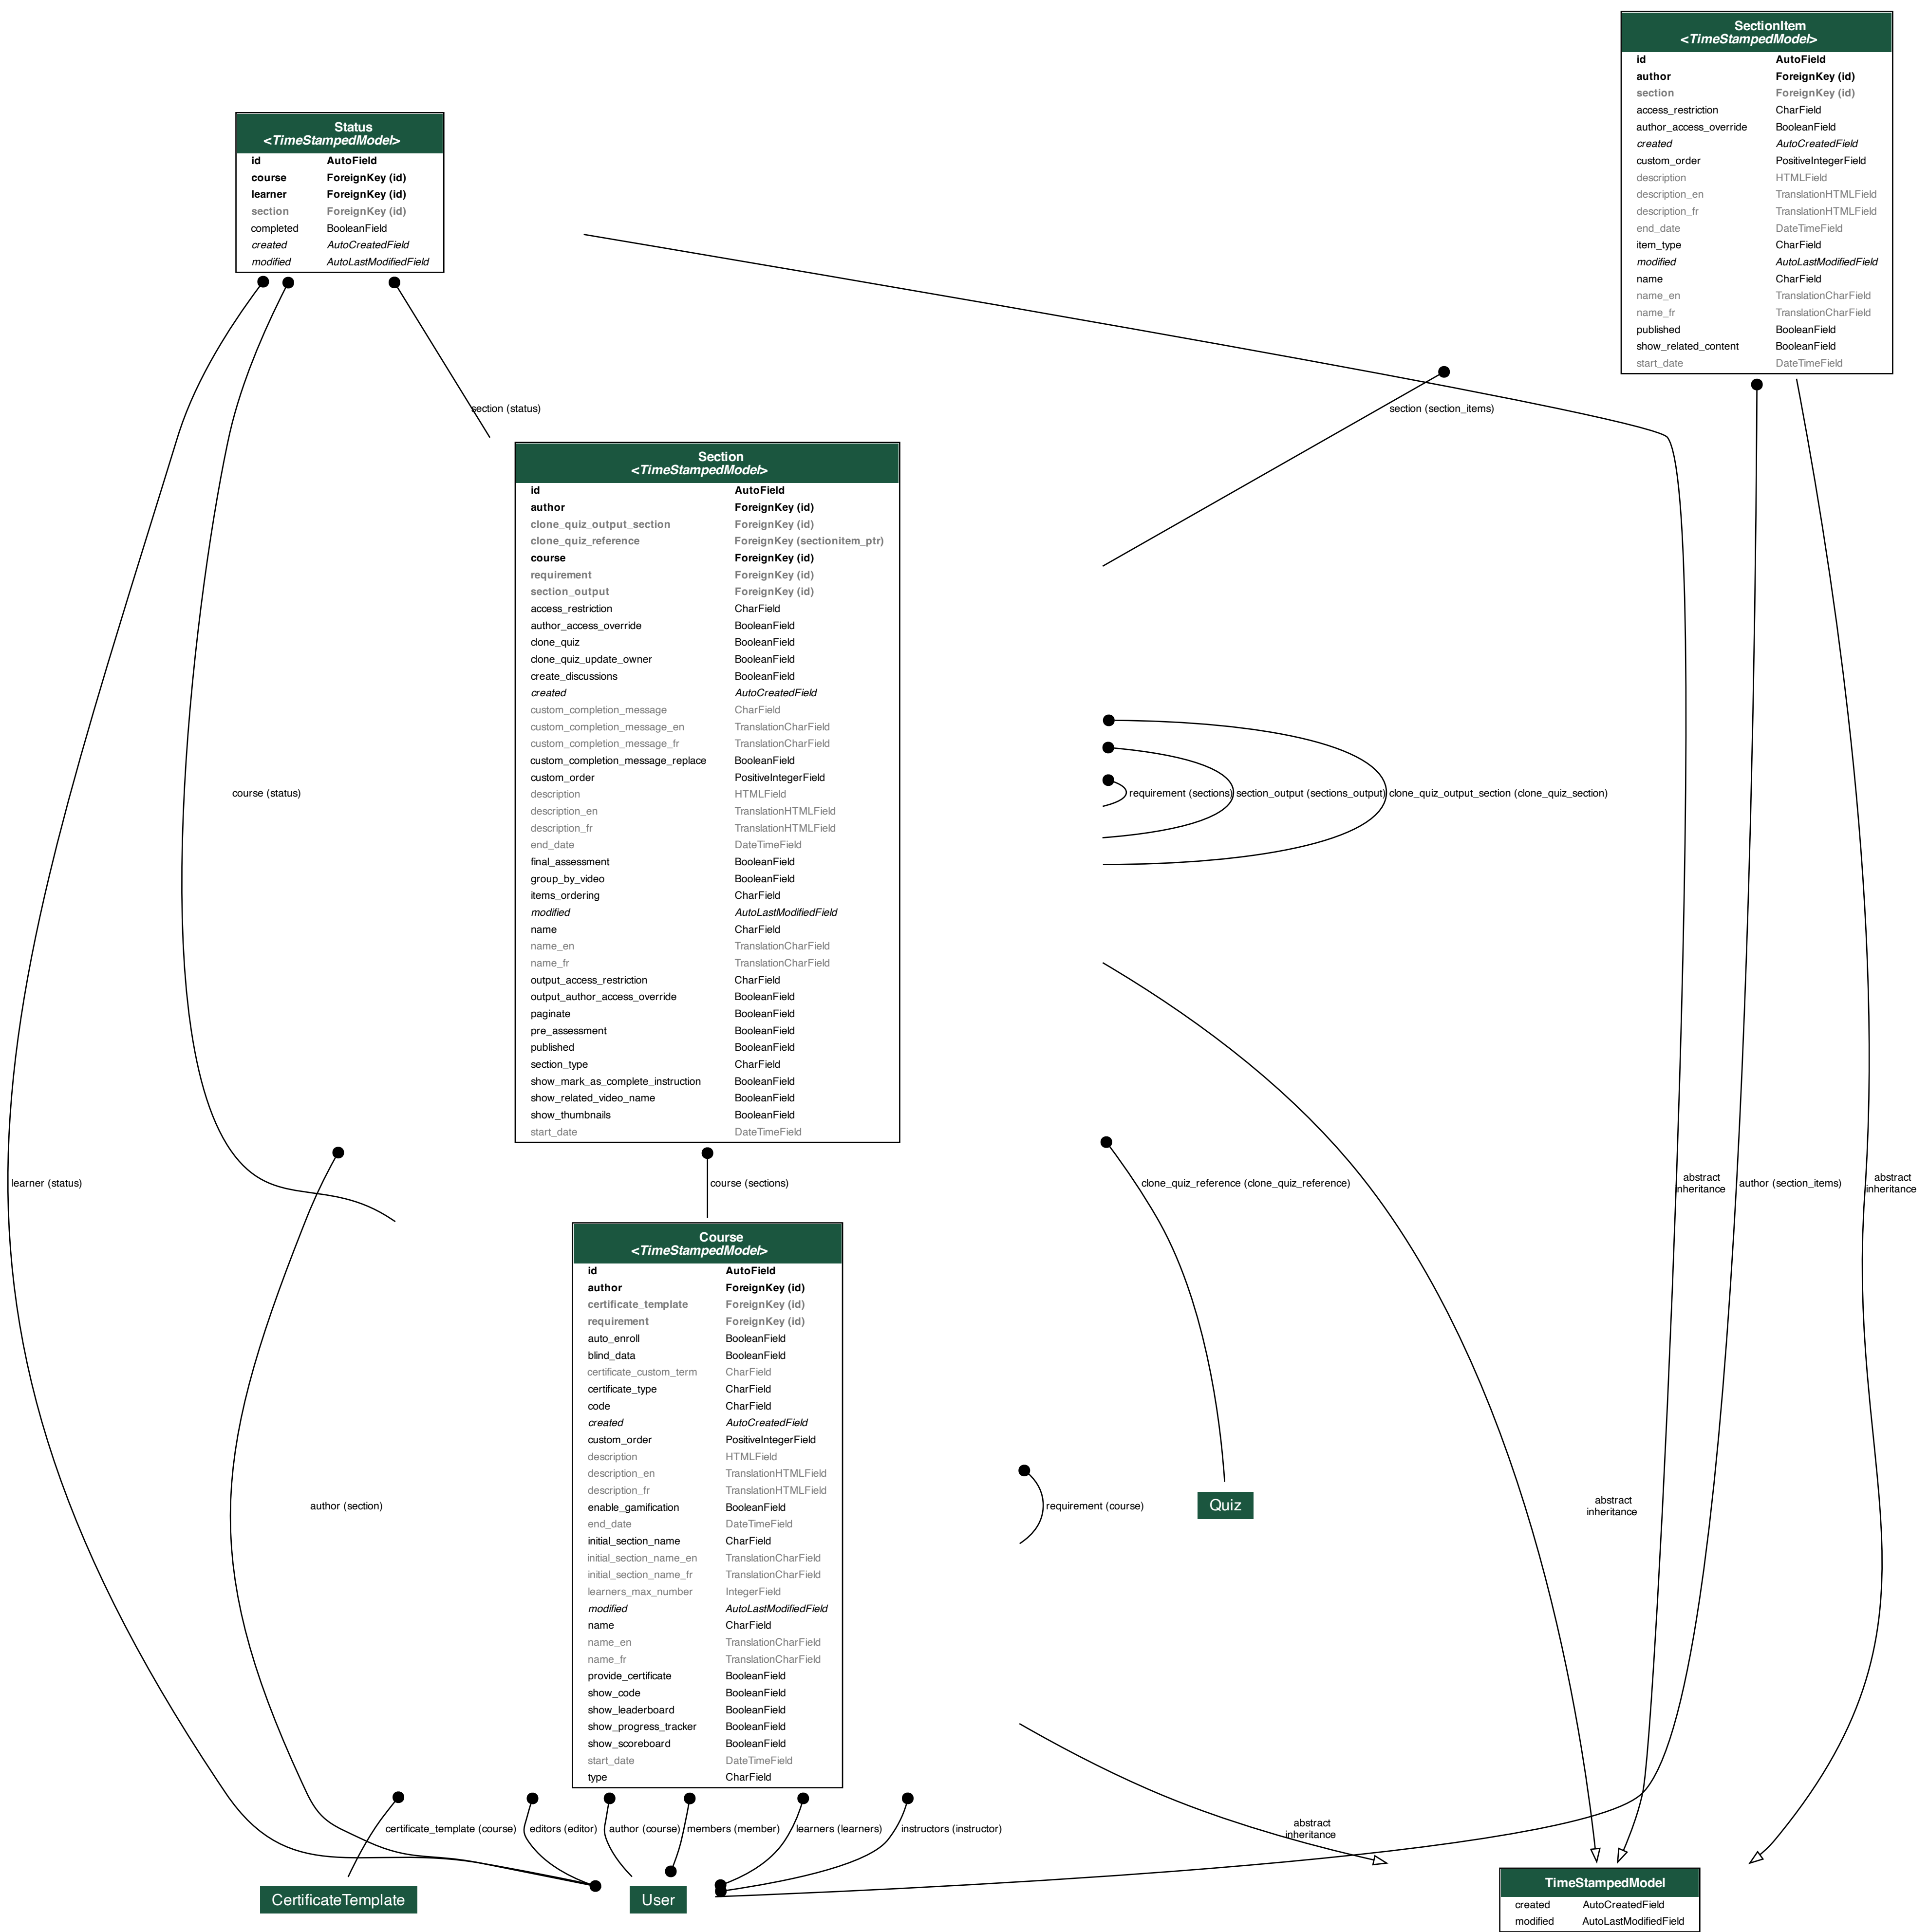 SectionItem
<TimeStampedModel>
id AutoField
author ForeignKey (id)
section ForeignKey (id)
access_restriction CharField
author_access_override BooleanField
created AutoCreatedField
custom_order PositiveIntegerField
description HTMLField
description_en TranslationHTMLField
description_fr TranslationHTMLField
end_date DateTimeField
item_type CharField
modified AutoLastModifiedField
name CharField
name_en TranslationCharField
name_fr TranslationCharField
published BooleanField
show_related_content BooleanField
start_date DateTimeField
Status
<TimeStampedModel>
id AutoField
course ForeignKey (id)
learner ForeignKey (id)
section ForeignKey (id)
completed BooleanField
created AutoCreatedField
modified AutoLastModifiedField
section (status)
section (section_items)
Section
<TimeStampedModel>
id AutoField
author ForeignKey (id)
clone_quiz_output_section ForeignKey (id)
clone_quiz_reference ForeignKey (sectionitem_ptr)
course ForeignKey (id)
requirement ForeignKey (id)
section_output ForeignKey (id)
access_restriction CharField
author_access_override BooleanField
clone_quiz BooleanField
clone_quiz_update_owner BooleanField
create_discussions BooleanField
created AutoCreatedField
custom_completion_message CharField
custom_completion_message_en TranslationCharField
custom_completion_message_fr TranslationCharField
custom_completion_message_replace BooleanField
custom_order PositiveIntegerField
description HTMLField
description_en TranslationHTMLField
description_fr TranslationHTMLField
end_date DateTimeField
final_assessment BooleanField
group_by_video BooleanField
items_ordering CharField
modified AutoLastModifiedField
name CharField
name_en TranslationCharField
name_fr TranslationCharField
output_access_restriction CharField
output_author_access_override BooleanField
paginate BooleanField
pre_assessment BooleanField
published BooleanField
section_type CharField
show_mark_as_complete_instruction BooleanField
show_related_video_name BooleanField
show_thumbnails BooleanField
start_date DateTimeField
course (status)
requirement (sections) section_output (sections_output) clone_quiz_output_section (clone_quiz_section)
learner (status)
course (sections)
clone_quiz_reference (clone_quiz_reference)
abstract
inheritance
author (section_items)
abstract
inheritance
Course
<TimeStampedModel>
id AutoField
author ForeignKey (id)
certificate_template ForeignKey (id)
requirement ForeignKey (id)
auto_enroll BooleanField
blind_data BooleanField
certificate_custom_term CharField
certificate_type CharField
code CharField
created AutoCreatedField
custom_order PositiveIntegerField
description HTMLField
description_en TranslationHTMLField
description_fr TranslationHTMLField
enable_gamification BooleanField
end_date DateTimeField
initial_section_name CharField
initial_section_name_en TranslationCharField
initial_section_name_fr TranslationCharField
learners_max_number IntegerField
modified AutoLastModifiedField
name CharField
name_en TranslationCharField
name_fr TranslationCharField
provide_certificate BooleanField
show_code BooleanField
show_leaderboard BooleanField
show_progress_tracker BooleanField
show_scoreboard BooleanField
start_date DateTimeField
type CharField
author (section)
requirement (course)
Quiz
abstract
inheritance
certificate_template (course) editors (editor) author (course) members (member) learners (learners) instructors (instructor)
abstract
inheritance
CertificateTemplate
User
TimeStampedModel
created AutoCreatedField
modified AutoLastModifiedField